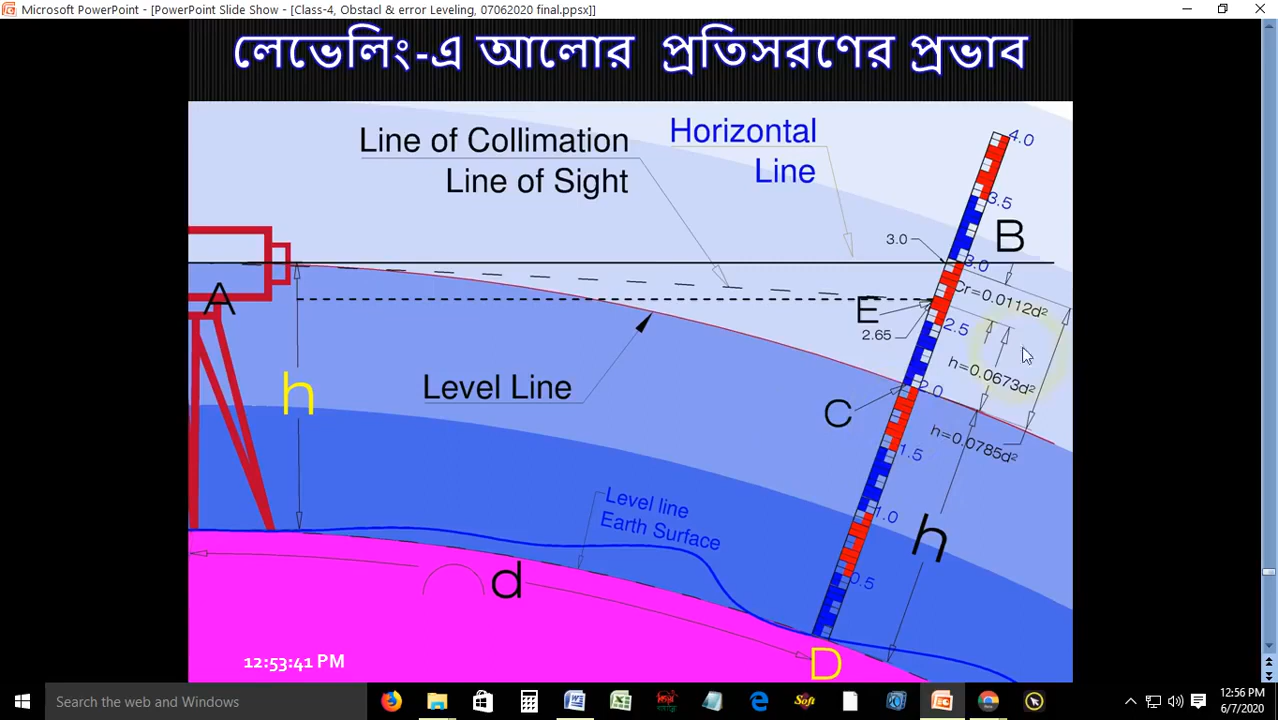 Microsoft PowerPoint - [PowerPoint Slide Show - [Class-4, Obstacl & error Leveling, 07062020 final.ppsx]]
লেভেলিং-এ আলোর প্রতিসরণের প্রভাব
Line of Collimation
Line of Sight
Horizontal
Line
4.0
3.5
B
3.0
3.0
Cr=0.0112d²
A
E
2.65
2.5
h=0.0673d²
h
Level Line
C
2.0
h=0.0785d²
1.5
1.0
Level line
Earth Surface
h
0.5
d
D
12:53:41 PM
Search the web and Windows
Soft
12:56 PM
6/7/2020